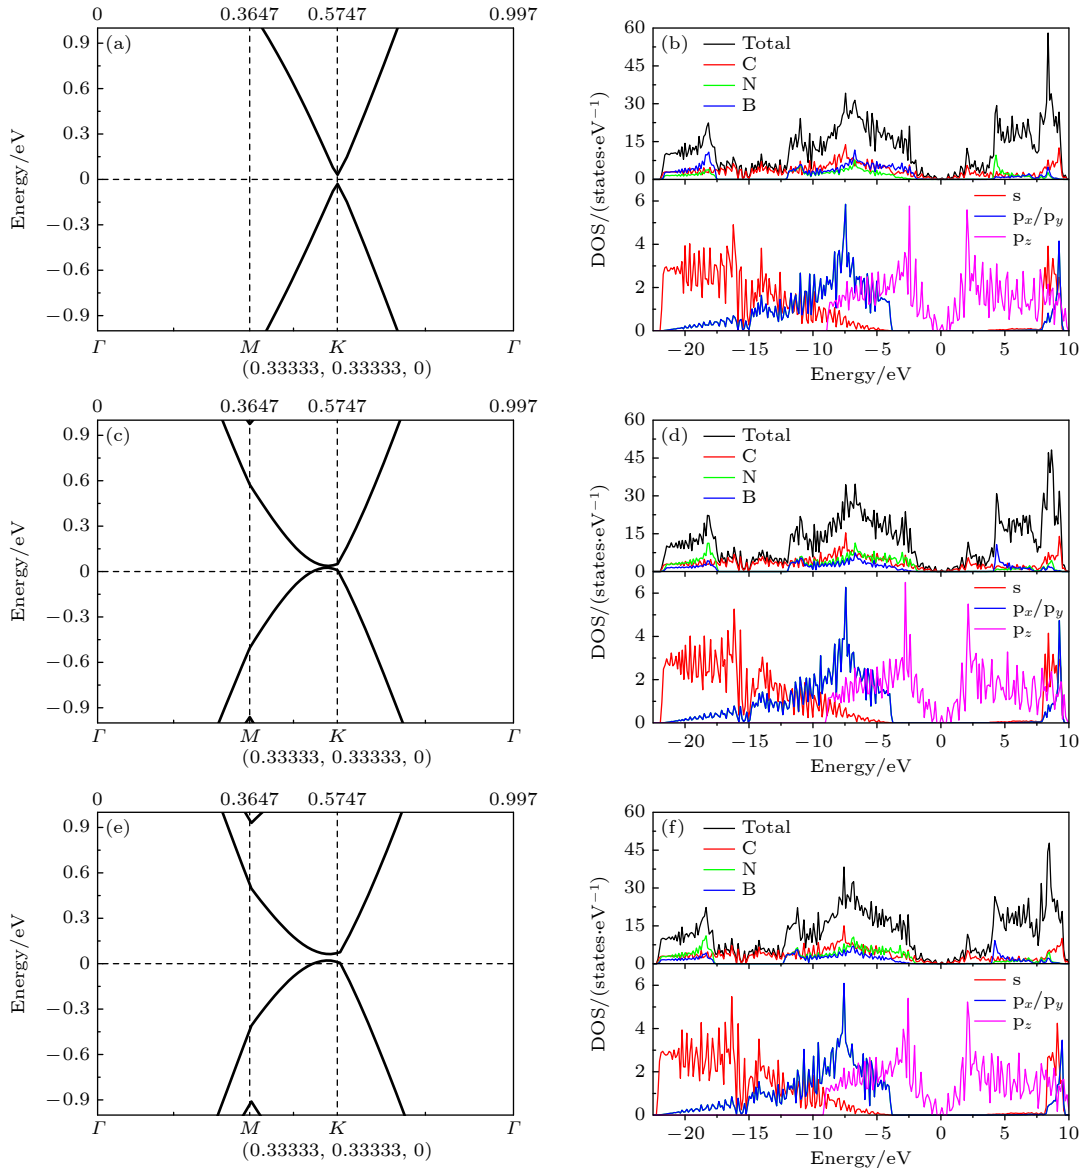 0 0.3647 0.5747 0.997
(a)
0.9
0.6
0.3
0
−0.3
−0.6
−0.9
Energy/eV
Γ M K Γ
(0.33333, 0.33333, 0)
(b)
Total
C
N
B
60
45
30
15
0
s
px/py
pz
6
4
2
0
DOS/(states·eV−1)
−20 −15 −10 −5 0 5 10
Energy/eV
0 0.3647 0.5747 0.997
(c)
0.9
0.6
0.3
0
−0.3
−0.6
−0.9
Energy/eV
Γ M K Γ
(0.33333, 0.33333, 0)
(d)
Total
C
N
B
60
45
30
15
0
s
px/py
pz
6
4
2
0
DOS/(states·eV−1)
−20 −15 −10 −5 0 5 10
Energy/eV
0 0.3647 0.5747 0.997
(e)
0.9
0.6
0.3
0
−0.3
−0.6
−0.9
Energy/eV
Γ M K Γ
(0.33333, 0.33333, 0)
(f)
Total
C
N
B
60
45
30
15
0
s
px/py
pz
6
4
2
0
DOS/(states·eV−1)
−20 −15 −10 −5 0 5 10
Energy/eV